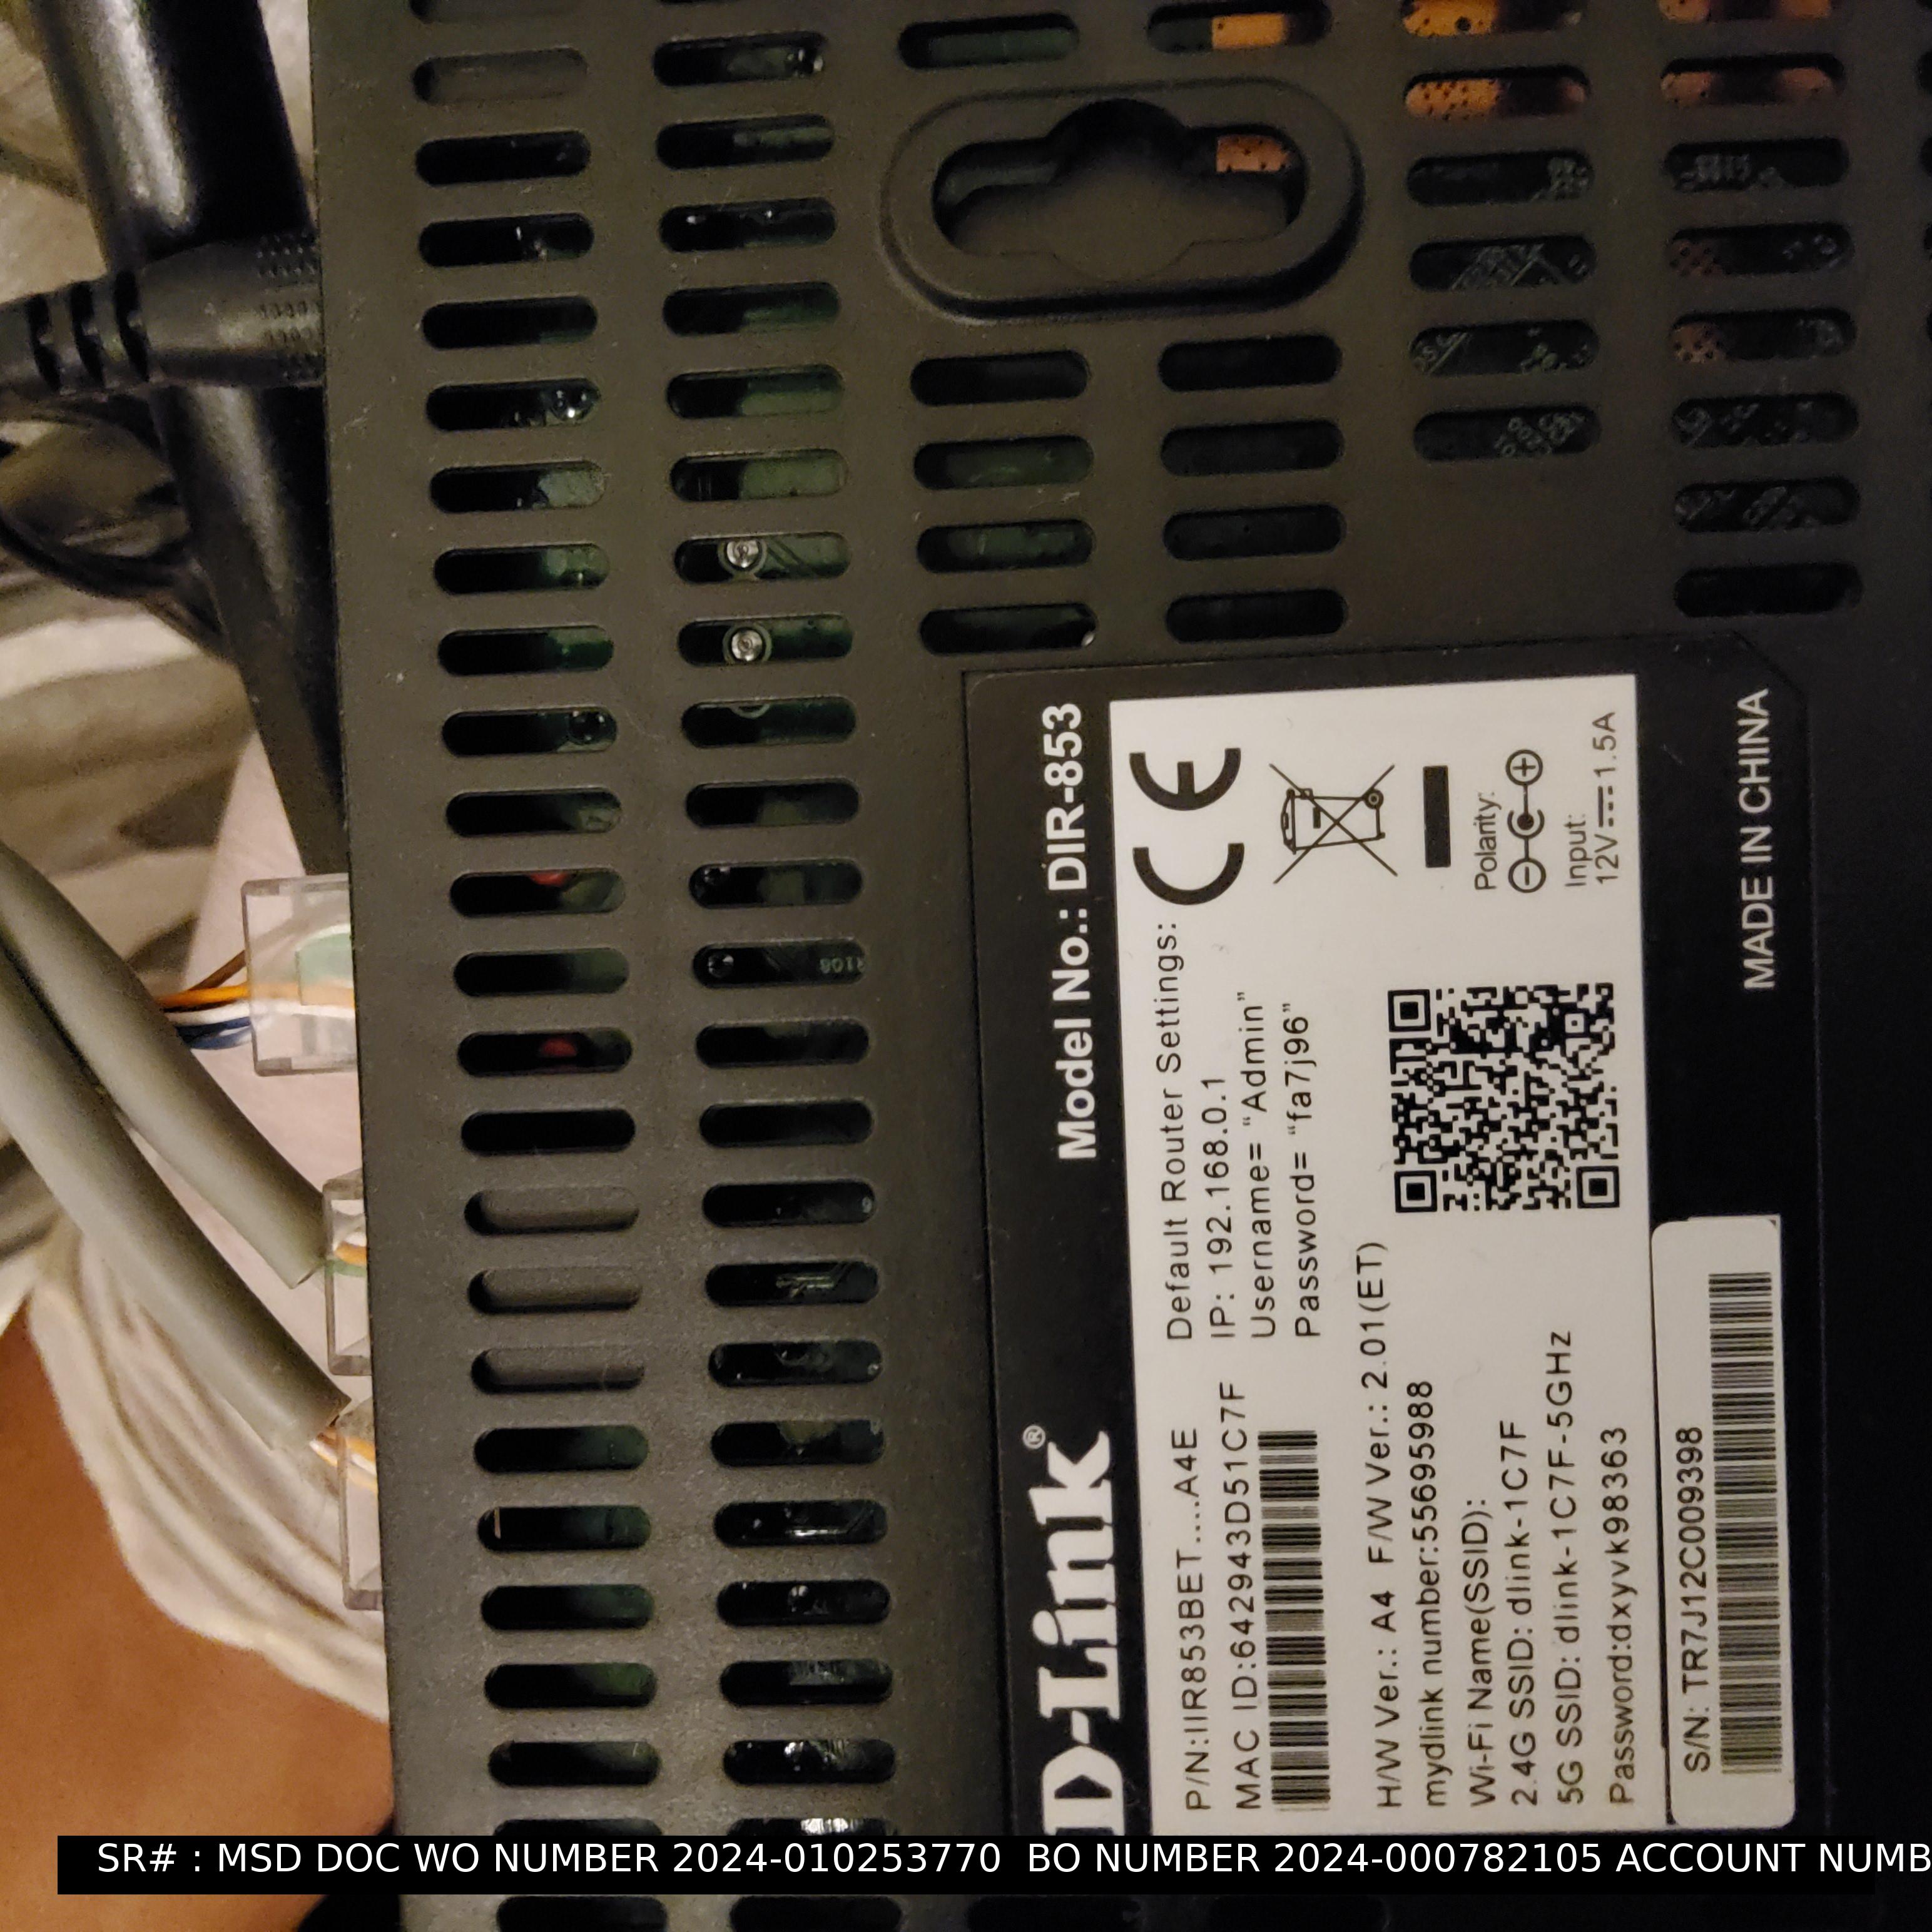 D-Link®
Model No.: DIR-853
P/N:IIR853BET....A4E
MAC ID:642943D51C7F
Default Router Settings:
IP: 192.168.0.1
Username= “Admin”
Password= “fa7j96”
H/W Ver.: A4 F/W Ver.: 2.01(ET)
mydlink number:55695988
Wi-Fi Name(SSID):
2.4G SSID: dlink-1C7F
5G SSID: dlink-1C7F-5GHz
Password:dxyvk98363
CE
Polarity:
Input:
12V⎓1.5A
S/N: TR7J12C009398
MADE IN CHINA
SR# : MSD DOC WO NUMBER 2024-010253770 BO NUMBER 2024-000782105 ACCOUNT NUMB